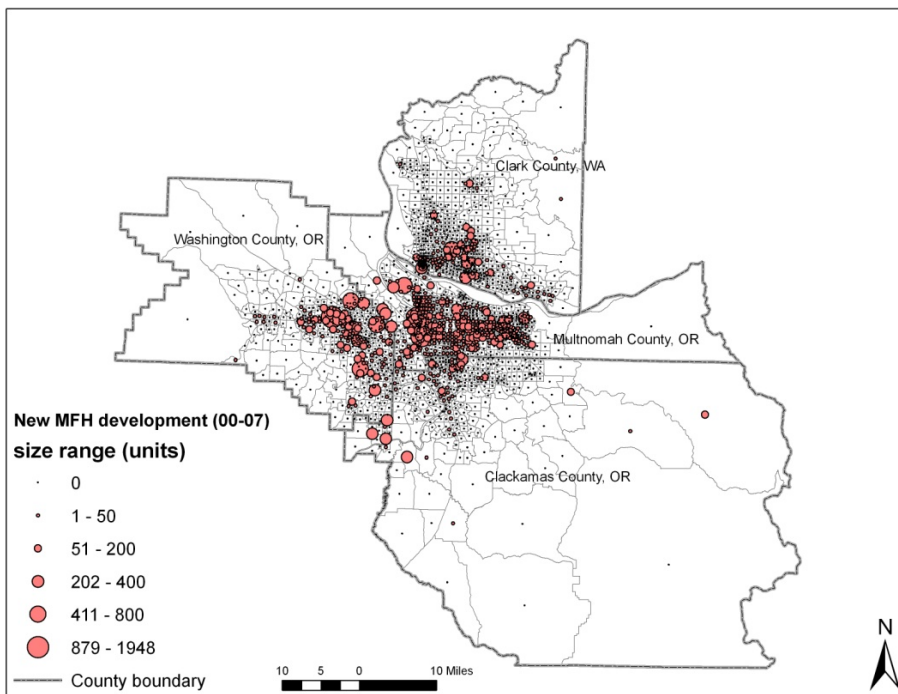 Clark County, WA
Washington County, OR
Multnomah County, OR
Clackamas County, OR
New MFH development (00-07)
size range (units)
0
1 - 50
51 - 200
202 - 400
411 - 800
879 - 1948
County boundary
10 5 0 10 Miles
N